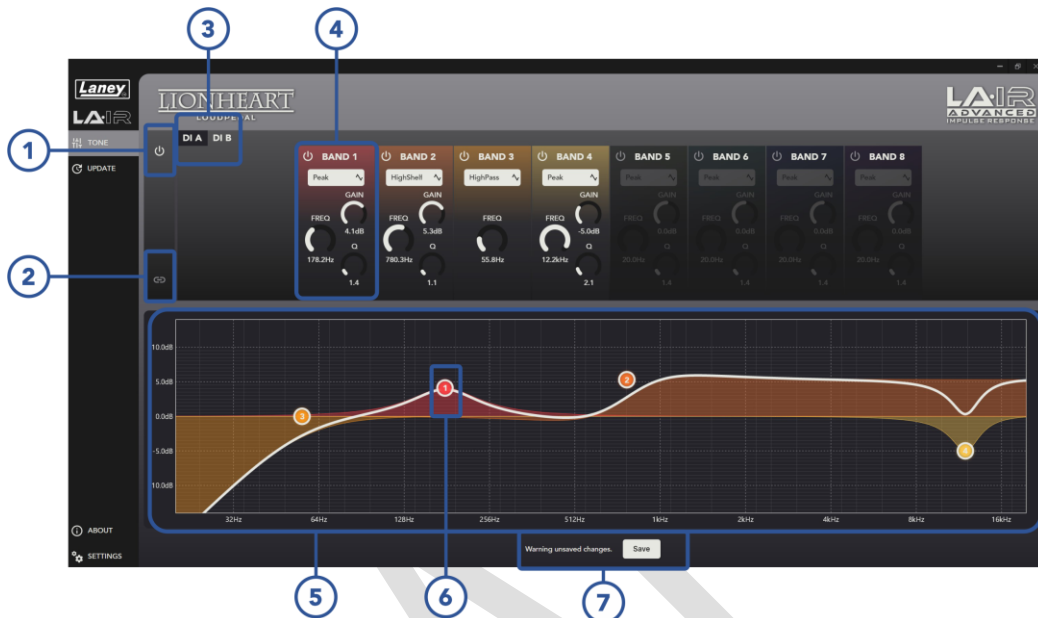 3
4
Laney
LIONHEART
LOUDPEDAL
LA·IR
ADVANCED
IMPULSE RESPONSE
LA·IR
1
TONE
DI A DI B
UPDATE
BAND 1 BAND 2 BAND 3 BAND 4 BAND 5 BAND 6 BAND 7 BAND 8
Peak HighShelf HighPass Peak Peak Peak Peak Peak
GAIN GAIN GAIN GAIN GAIN GAIN GAIN
FREQ FREQ FREQ FREQ FREQ FREQ FREQ FREQ
4.1dB 5.3dB -5.0dB 0.0dB 0.0dB 0.0dB 0.0dB
Q Q Q Q Q Q Q
178.2Hz 780.3Hz 55.8Hz 12.2kHz 20.0Hz 20.0Hz 20.0Hz 20.0Hz
2
1.4 1.1 2.1 1.4 1.4 1.4 1.4
10.0dB
5.0dB
1
2
0.0dB
3
-5.0dB
4
10.0dB
32Hz 64Hz 128Hz 256Hz 512Hz 1kHz 2kHz 4kHz 8kHz 16kHz
ABOUT
Warning unsaved changes. Save
SETTINGS
5
6
7